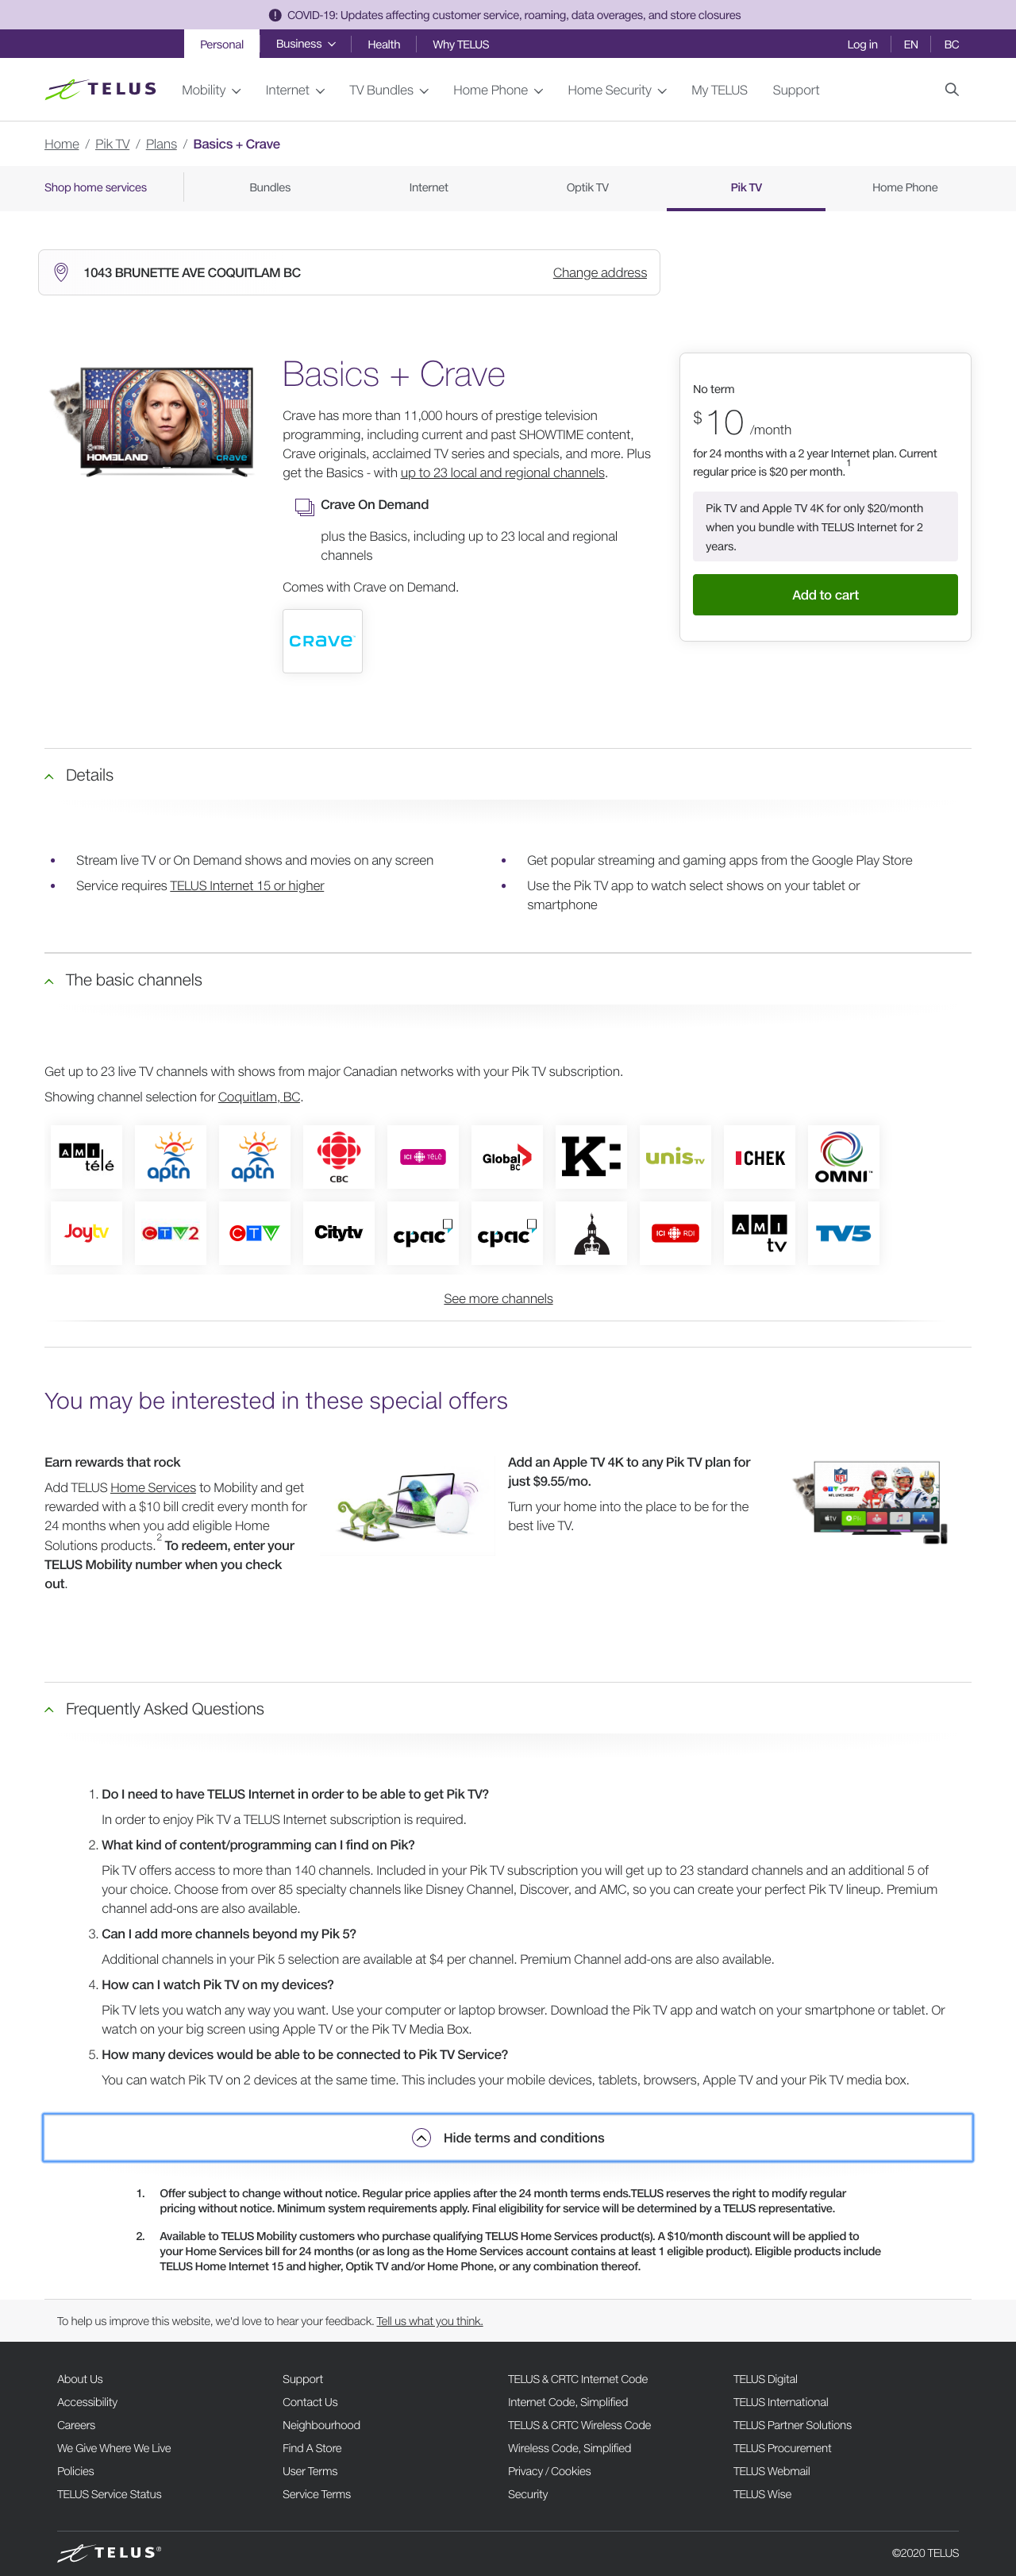 COVID-19: Updates affecting customer service, roaming, data overages, and store closures
Personal
Business
Health
Why TELUS
Log in
EN
BC
TELUS
Mobility
Internet
TV Bundles
Home Phone
Home Security
My TELUS
Support
Home / Pik TV / Plans / Basics + Crave
Shop home services
Bundles
Internet
Optik TV
Pik TV
Home Phone
1043 BRUNETTE AVE COQUITLAM BC
Change address
HOMELAND
CRAVE
Basics + Crave
Crave has more than 11,000 hours of prestige television
programming, including current and past SHOWTIME content,
Crave originals, acclaimed TV series and specials, and more. Plus
get the Basics - with up to 23 local and regional channels.
Crave On Demand
plus the Basics, including up to 23 local and regional
channels
Comes with Crave on Demand.
CRAVE
No term
$10 /month
for 24 months with a 2 year Internet plan. Current
regular price is $20 per month.1
Pik TV and Apple TV 4K for only $20/month
when you bundle with TELUS Internet for 2
years.
Add to cart
Details
Stream live TV or On Demand shows and movies on any screen
Service requires TELUS Internet 15 or higher
Get popular streaming and gaming apps from the Google Play Store
Use the Pik TV app to watch select shows on your tablet or
smartphone
The basic channels
Get up to 23 live TV channels with shows from major Canadian networks with your Pik TV subscription.
Showing channel selection for Coquitlam, BC.
AMI télé
aptn
aptn
CBC
ICI TÉLÉ
Global BC
K:
unis TV
CHEK
OMNI
Joytv
CTV2
CTV
Citytv
cpac
cpac
ICI RDI
AMI tv
TV5
See more channels
You may be interested in these special offers
Earn rewards that rock
Add TELUS Home Services to Mobility and get
rewarded with a $10 bill credit every month for
24 months when you add eligible Home
Solutions products.2 To redeem, enter your
TELUS Mobility number when you check
out.
Add an Apple TV 4K to any Pik TV plan for
just $9.55/mo.
Turn your home into the place to be for the
best live TV.
Frequently Asked Questions
1. Do I need to have TELUS Internet in order to be able to get Pik TV?
In order to enjoy Pik TV a TELUS Internet subscription is required.
2. What kind of content/programming can I find on Pik?
Pik TV offers access to more than 140 channels. Included in your Pik TV subscription you will get up to 23 standard channels and an additional 5 of
your choice. Choose from over 85 specialty channels like Disney Channel, Discover, and AMC, so you can create your perfect Pik TV lineup. Premium
channel add-ons are also available.
3. Can I add more channels beyond my Pik 5?
Additional channels in your Pik 5 selection are available at $4 per channel. Premium Channel add-ons are also available.
4. How can I watch Pik TV on my devices?
Pik TV lets you watch any way you want. Use your computer or laptop browser. Download the Pik TV app and watch on your smartphone or tablet. Or
watch on your big screen using Apple TV or the Pik TV Media Box.
5. How many devices would be able to be connected to Pik TV Service?
You can watch Pik TV on 2 devices at the same time. This includes your mobile devices, tablets, browsers, Apple TV and your Pik TV media box.
Hide terms and conditions
1. Offer subject to change without notice. Regular price applies after the 24 month terms ends.TELUS reserves the right to modify regular
pricing without notice. Minimum system requirements apply. Final eligibility for service will be determined by a TELUS representative.
2. Available to TELUS Mobility customers who purchase qualifying TELUS Home Services product(s). A $10/month discount will be applied to
your Home Services bill for 24 months (or as long as the Home Services account contains at least 1 eligible product). Eligible products include
TELUS Home Internet 15 and higher, Optik TV and/or Home Phone, or any combination thereof.
To help us improve this website, we'd love to hear your feedback. Tell us what you think.
About Us
Accessibility
Careers
We Give Where We Live
Policies
TELUS Service Status
Support
Contact Us
Neighbourhood
Find A Store
User Terms
Service Terms
TELUS & CRTC Internet Code
Internet Code, Simplified
TELUS & CRTC Wireless Code
Wireless Code, Simplified
Privacy / Cookies
Security
TELUS Digital
TELUS International
TELUS Partner Solutions
TELUS Procurement
TELUS Webmail
TELUS Wise
TELUS®
©2020 TELUS